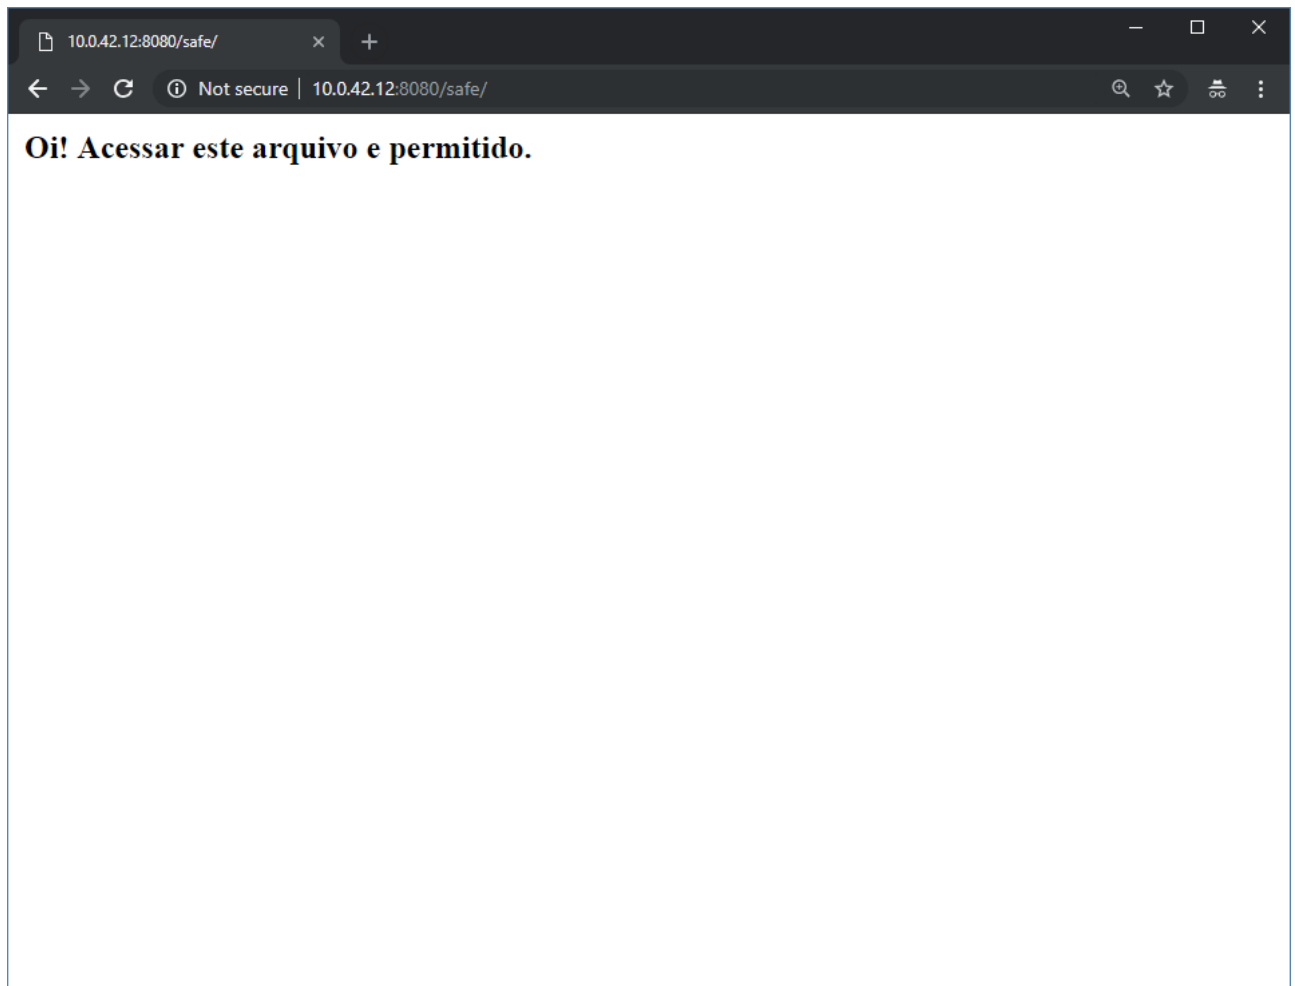 10.0.42.12:8080/safe/
Not secure | 10.0.42.12:8080/safe/
Oi! Acessar este arquivo e permitido.